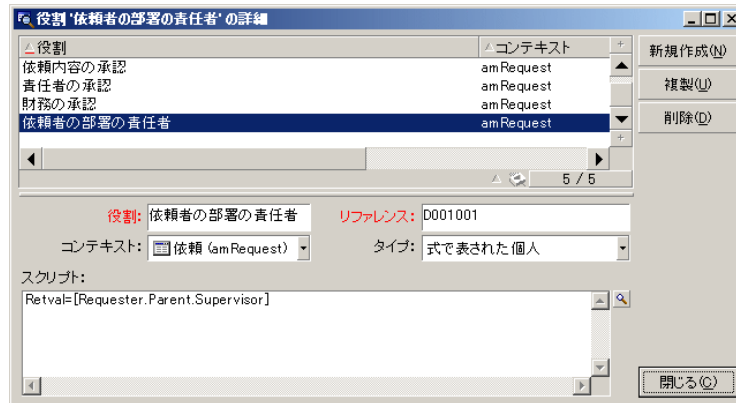 役割 '依頼者の部署の責任者' の詳細
役割 コンテキスト
依頼内容の承認 amRequest
責任者の承認 amRequest
財務の承認 amRequest
依頼者の部署の責任者 amRequest
5 / 5
新規作成(N)
複製(U)
削除(D)
役割: 依頼者の部署の責任者 リファレンス: D001001
コンテキスト: 依頼 (amRequest) タイプ: 式で表された個人
スクリプト:
Retval=[Requester.Parent.Supervisor]
閉じる(C)